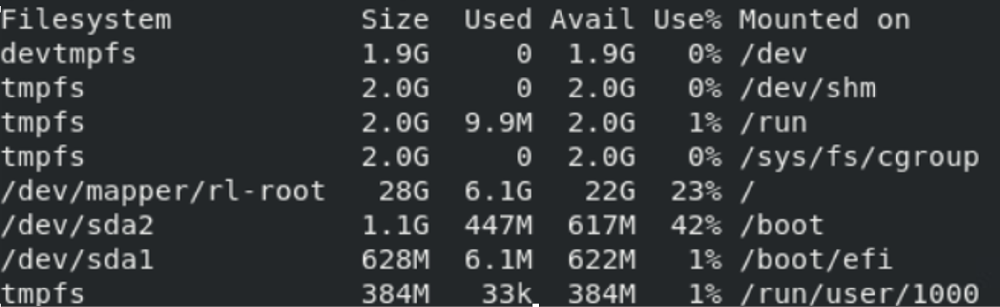 Filesystem Size Used Avail Use% Mounted on
devtmpfs 1.9G 0 1.9G 0% /dev
tmpfs 2.0G 0 2.0G 0% /dev/shm
tmpfs 2.0G 9.9M 2.0G 1% /run
tmpfs 2.0G 0 2.0G 0% /sys/fs/cgroup
/dev/mapper/rl-root 28G 6.1G 22G 23% /
/dev/sda2 1.1G 447M 617M 42% /boot
/dev/sda1 628M 6.1M 622M 1% /boot/efi
tmpfs 384M 33k 384M 1% /run/user/1000